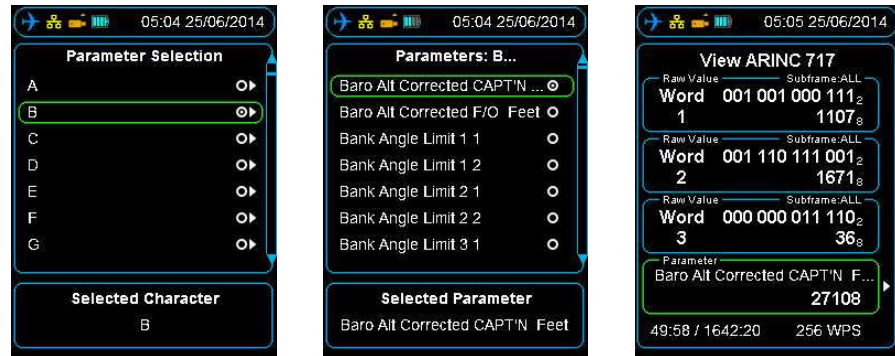 05:04 25/06/2014
Parameter Selection
A
B
C
D
E
F
G
Selected Character
B
05:04 25/06/2014
Parameters: B...
Baro Alt Corrected CAPT'N ...
Baro Alt Corrected F/O Feet
Bank Angle Limit 1 1
Bank Angle Limit 1 2
Bank Angle Limit 2 1
Bank Angle Limit 2 2
Bank Angle Limit 3 1
Selected Parameter
Baro Alt Corrected CAPT'N Feet
05:05 25/06/2014
View ARINC 717
Raw Value Subframe:ALL
Word 001 001 000 111₂
1 1107₈
Raw Value Subframe:ALL
Word 001 110 111 001₂
2 1671₈
Raw Value Subframe:ALL
Word 000 000 011 110₂
3 36₈
Parameter
Baro Alt Corrected CAPT'N F...
27108
49:58 / 1642:20 256 WPS